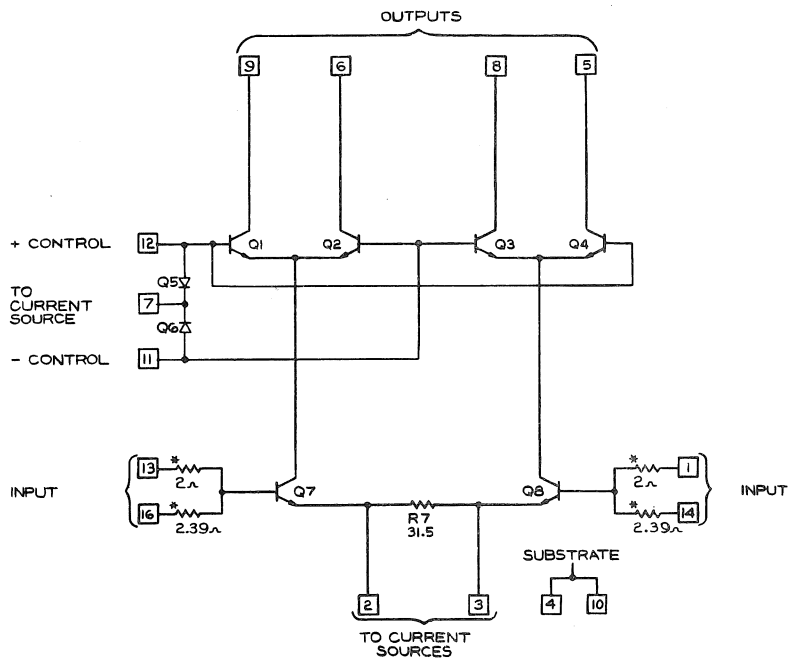 OUTPUTS
9 6 8 5
+ CONTROL 12 Q1 Q2 Q3 Q4
Q5
TO
CURRENT
SOURCE
7
Q6
- CONTROL 11
INPUT
13 * 2Ω
16 * 2.39Ω
Q7
R7
31.5
Q8
* 2Ω 1
* 2.39Ω 14
INPUT
SUBSTRATE
2 3 4 10
TO CURRENT
SOURCES